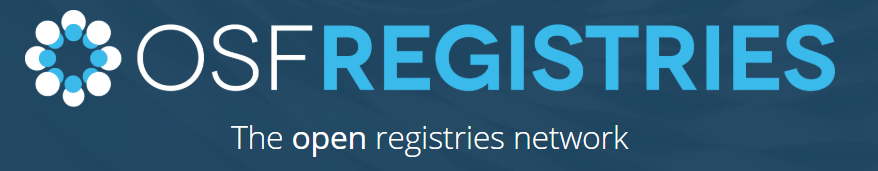 OSFREGISTRIES
The open registries network